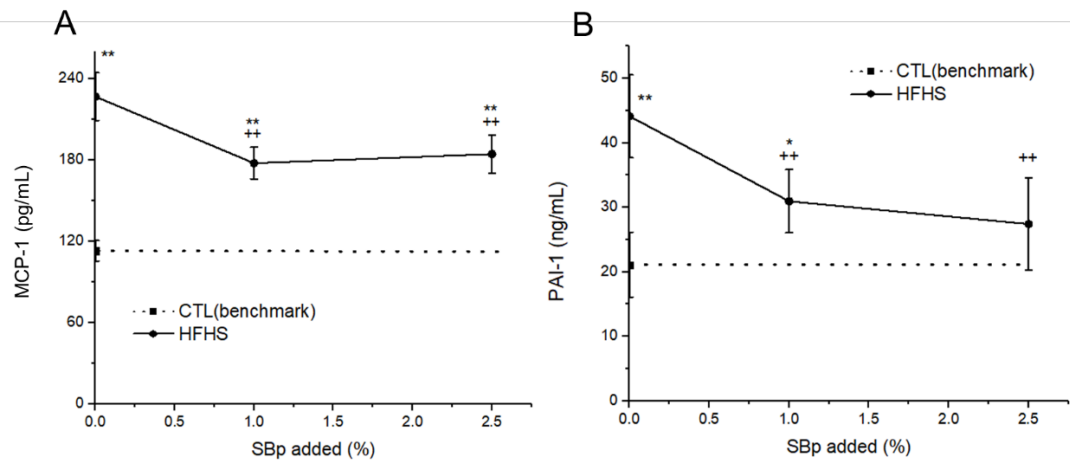 A
MCP-1 (pg/mL)
240
180
120
60
0
**
**
++
**
++
CTL(benchmark)
HFHS
0.0 0.5 1.0 1.5 2.0 2.5
SBp added (%)
B
PAI-1 (ng/mL)
50
40
30
20
10
0
CTL(benchmark)
HFHS
**
*
++
++
0.0 0.5 1.0 1.5 2.0 2.5
SBp added (%)